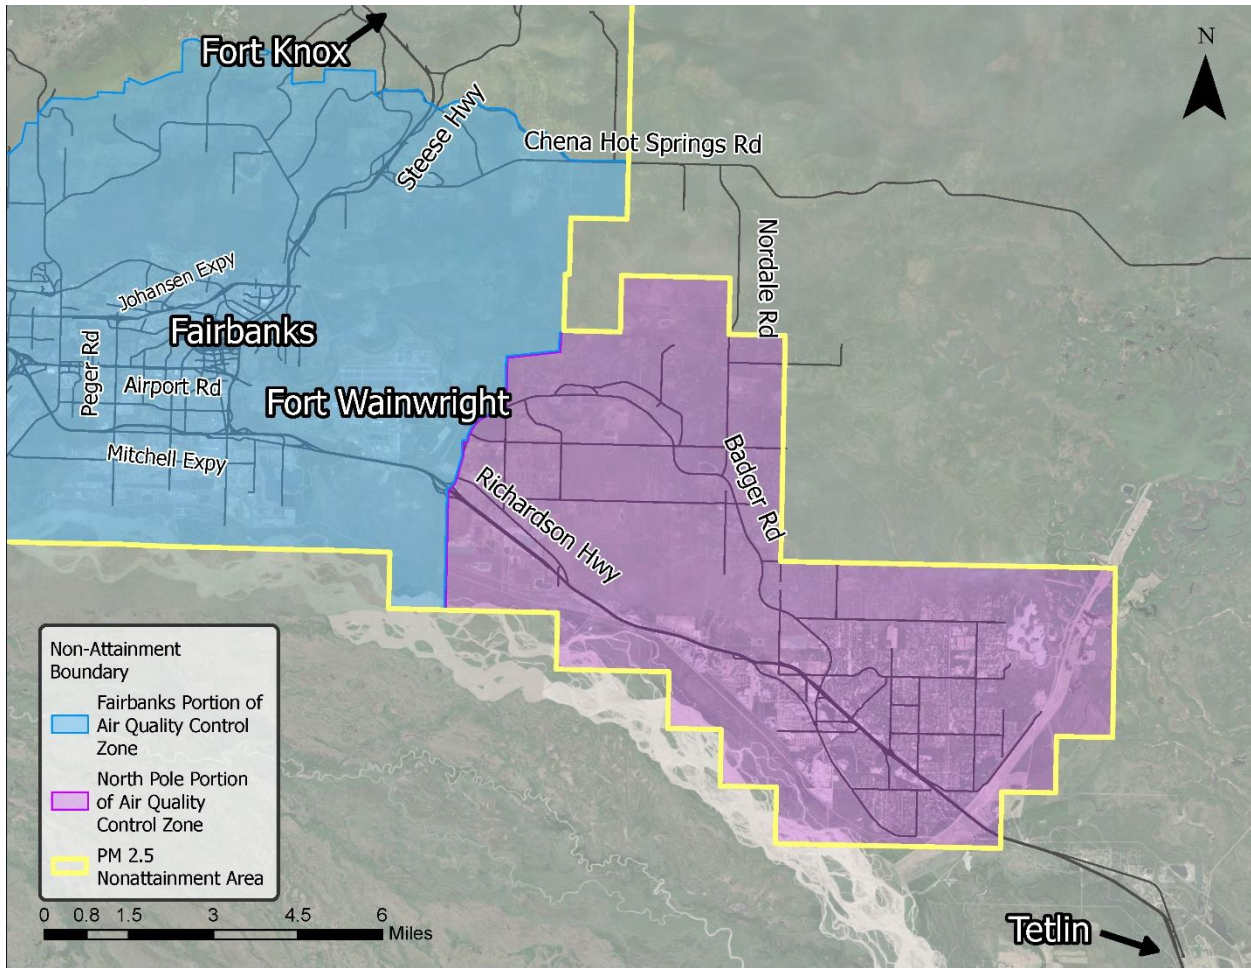 Fort Knox
N
Steese Hwy
Chena Hot Springs Rd
Nordale Rd
Johansen Expy
Fairbanks
Peger Rd
Airport Rd
Fort Wainwright
Mitchell Expy
Badger Rd
Richardson Hwy
Non-Attainment
Boundary
Fairbanks Portion of
Air Quality Control
Zone
North Pole Portion
of Air Quality
Control Zone
PM 2.5
Nonattainment Area
0 0.8 1.5 3 4.5 6
Miles
Tetlin